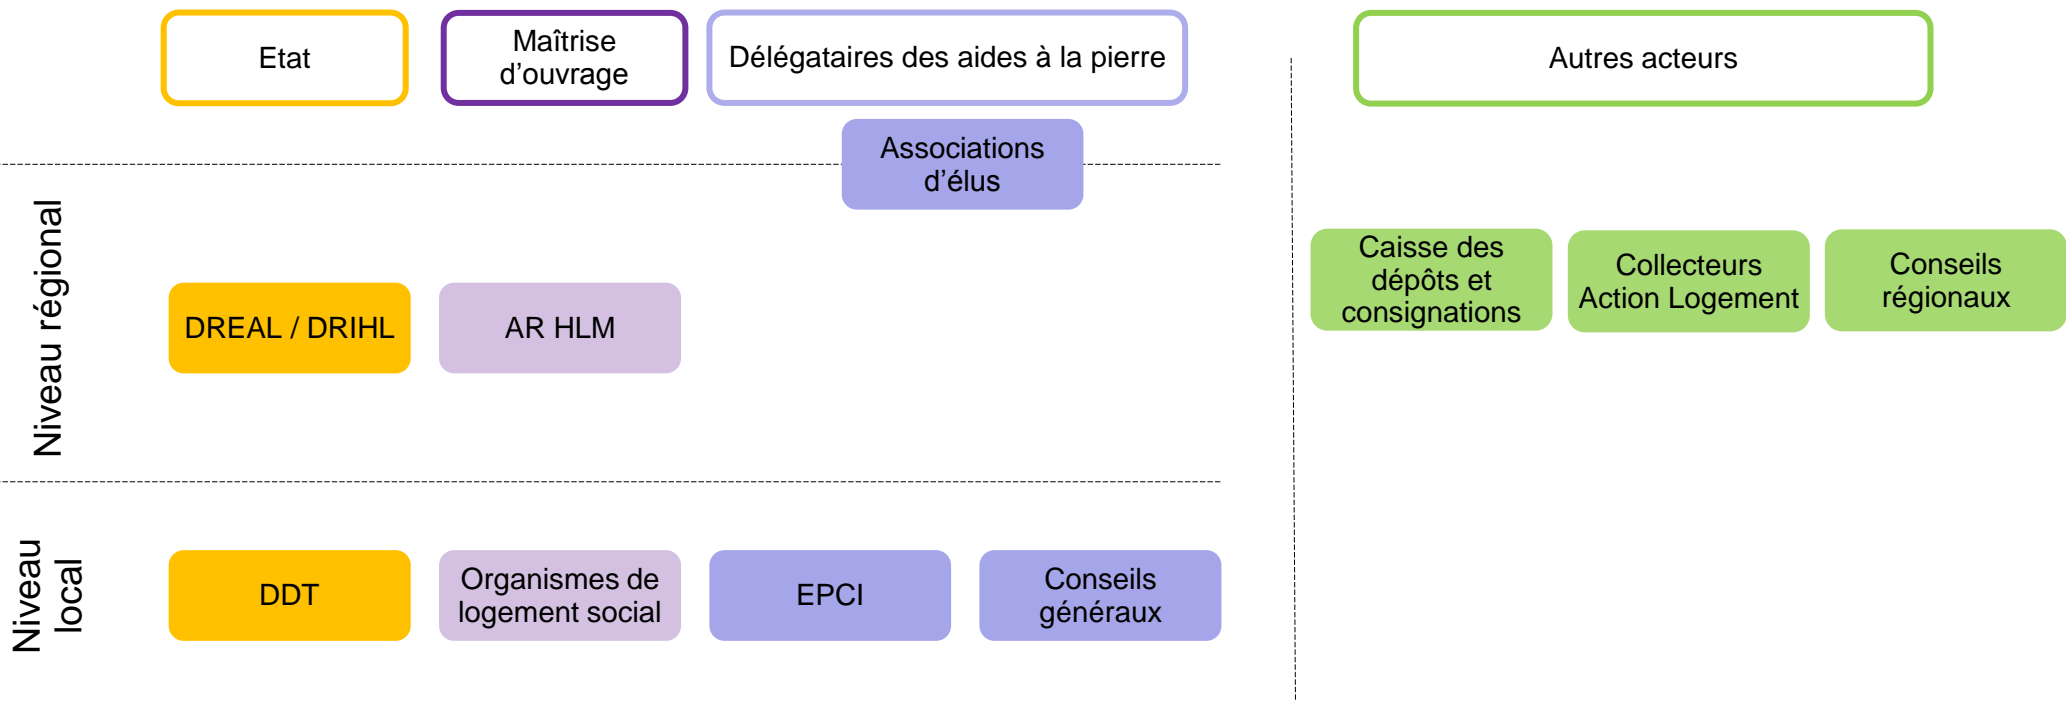 Etat
Maîtrise
d’ouvrage
Délégataires des aides à la pierre
Autres acteurs
Associations
d’élus
Niveau régional
DREAL / DRIHL
AR HLM
Caisse des
dépôts et
consignations
Collecteurs
Action Logement
Conseils
régionaux
Niveau
local
DDT
Organismes de
logement social
EPCI
Conseils
généraux